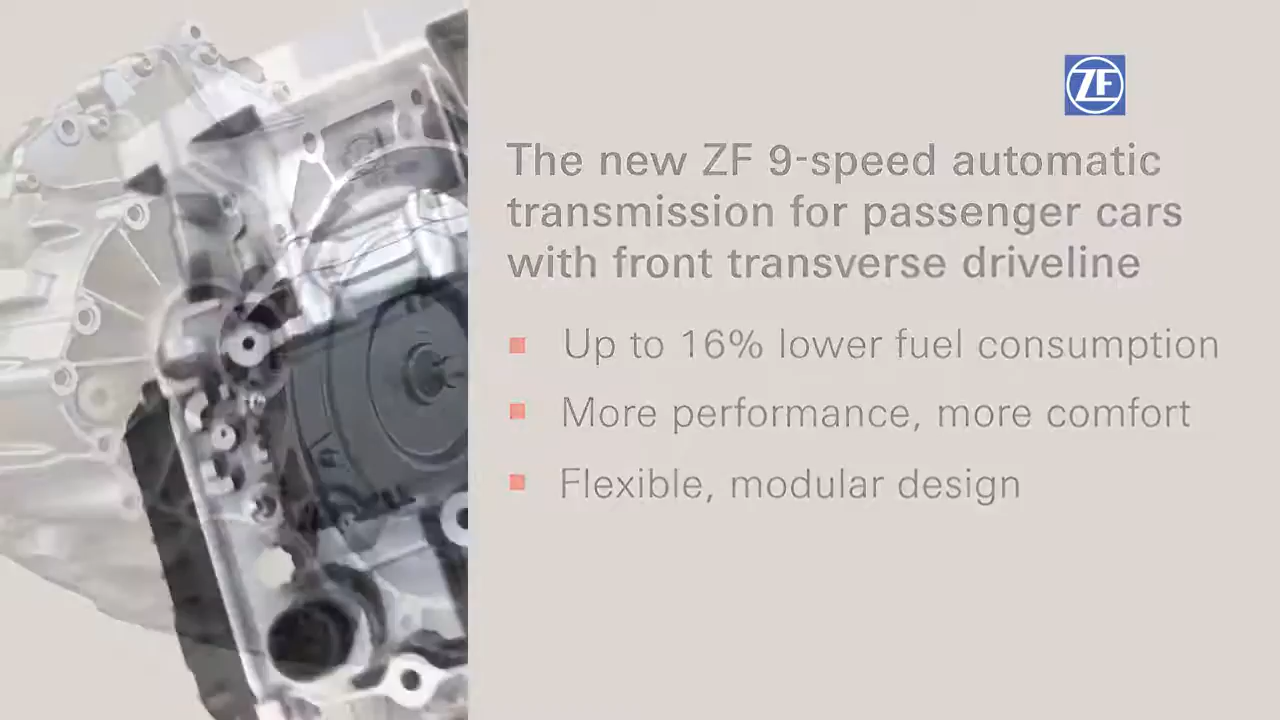 ZF
The new ZF 9-speed automatic
transmission for passenger cars
with front transverse driveline
Up to 16% lower fuel consumption
More performance, more comfort
Flexible, modular design